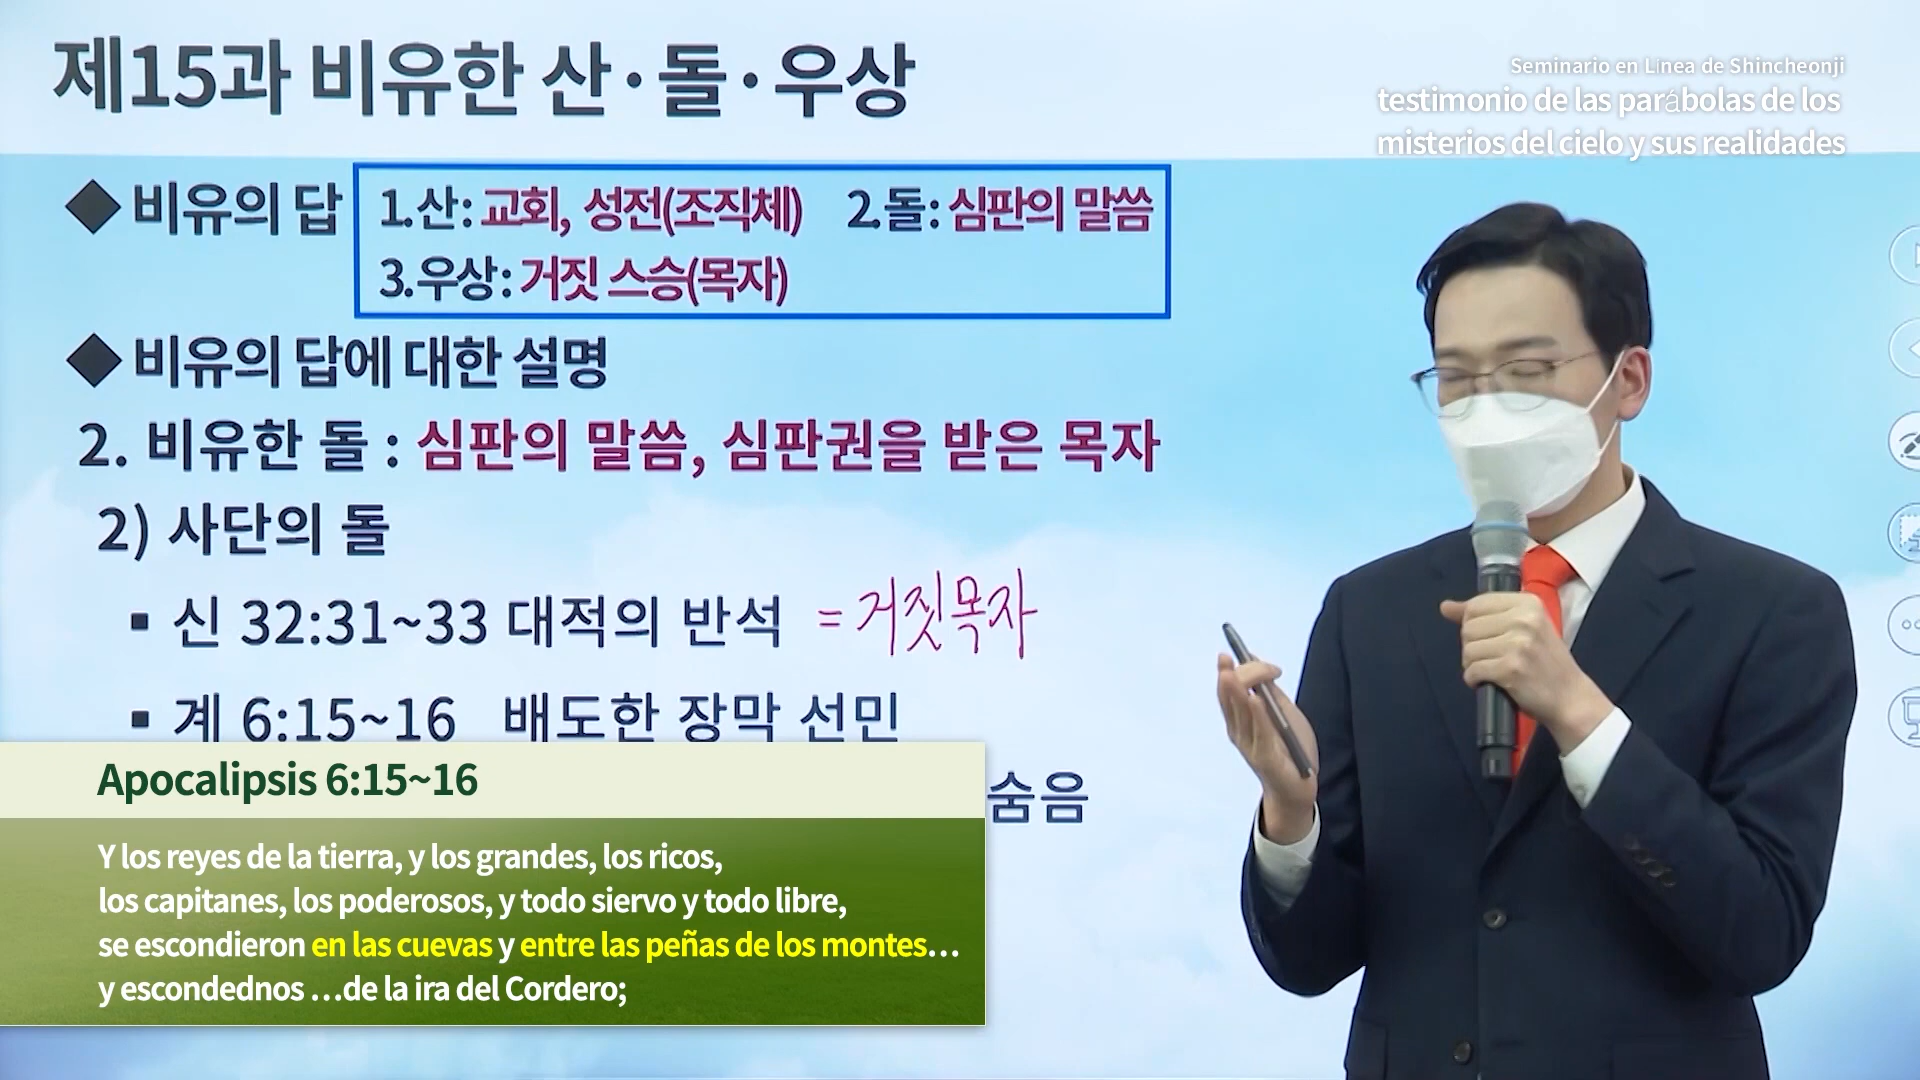 제15과 비유한 산·돌·우상
Seminario en Línea de Shincheonji
testimonio de las parábolas de los
misterios del cielo y sus realidades
◆ 비유의 답
1.산: 교회, 성전(조직체) 2.돌: 심판의 말씀
3.우상: 거짓 스승(목자)
◆ 비유의 답에 대한 설명
2. 비유한 돌 : 심판의 말씀, 심판권을 받은 목자
2) 사단의 돌
▪ 신 32:31~33 대적의 반석 = 거짓목자
▪ 계 6:15~16 배도한 장막 선민
숨음
Apocalipsis 6:15~16
Y los reyes de la tierra, y los grandes, los ricos,
los capitanes, los poderosos, y todo siervo y todo libre,
se escondieron en las cuevas y entre las peñas de los montes…
y escondednos …de la ira del Cordero;